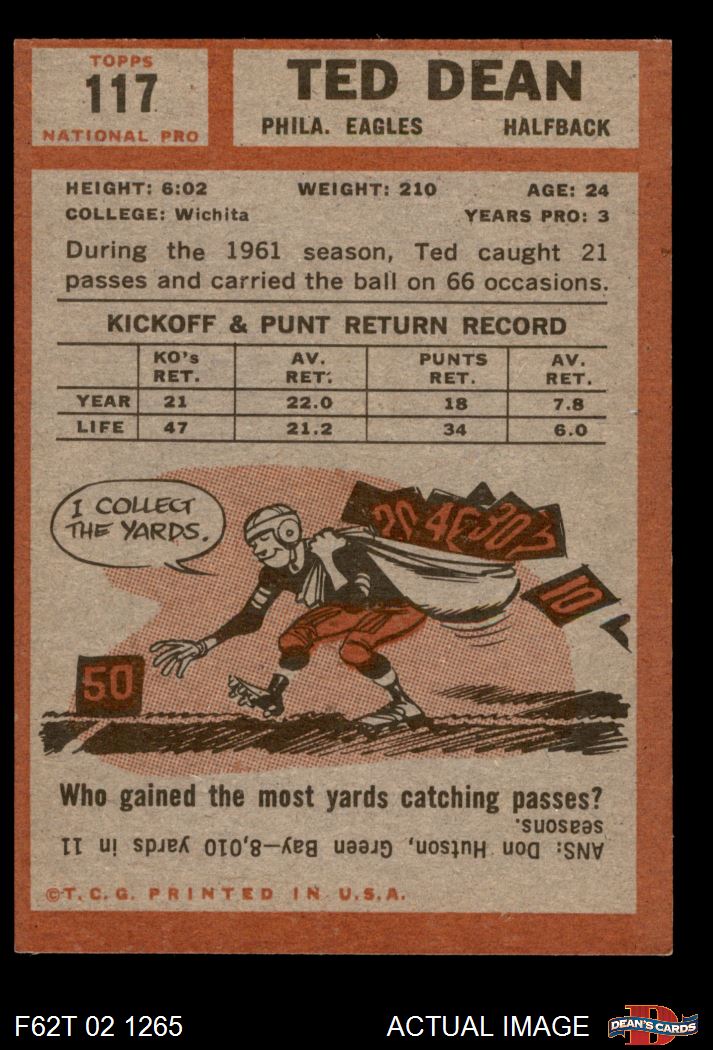 TOPPS
117
NATIONAL PRO
TED DEAN
PHILA. EAGLES HALFBACK
HEIGHT: 6:02 WEIGHT: 210 AGE: 24
COLLEGE: Wichita YEARS PRO: 3
During the 1961 season, Ted caught 21
passes and carried the ball on 66 occasions.
KICKOFF & PUNT RETURN RECORD
KO's RET. AV. RET. PUNTS RET. AV. RET.
YEAR 21 22.0 18 7.8
LIFE 47 21.2 34 6.0
I COLLECT
THE YARDS.
20 40 30
10
50
Who gained the most yards catching passes?
ANS: Don Hutson, Green Bay—8,010 yards in 11
seasons.
©T.C.G. PRINTED IN U.S.A.
F62T 02 1265
ACTUAL IMAGE
D
DEAN'S CARDS